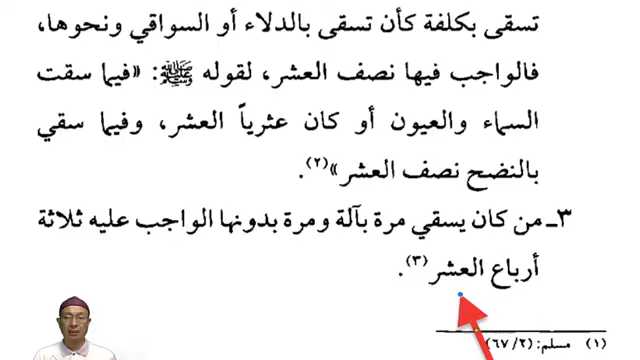 تسقى بكلفة كأن تسقى بالدلاء أو السواقي ونحوها،
فالواجب فيها نصف العشر، لقوله ﷺ: «فيما سقت
السماء والعيون أو كان عثرياً العشر، وفيما سقي
بالنضح نصف العشر»(٢).
٣ـ من كان يسقي مرة بآلة ومرة بدونها الواجب عليه ثلاثة
أرباع العشر(٣).
(١) مسلم: (٦٧/٢)